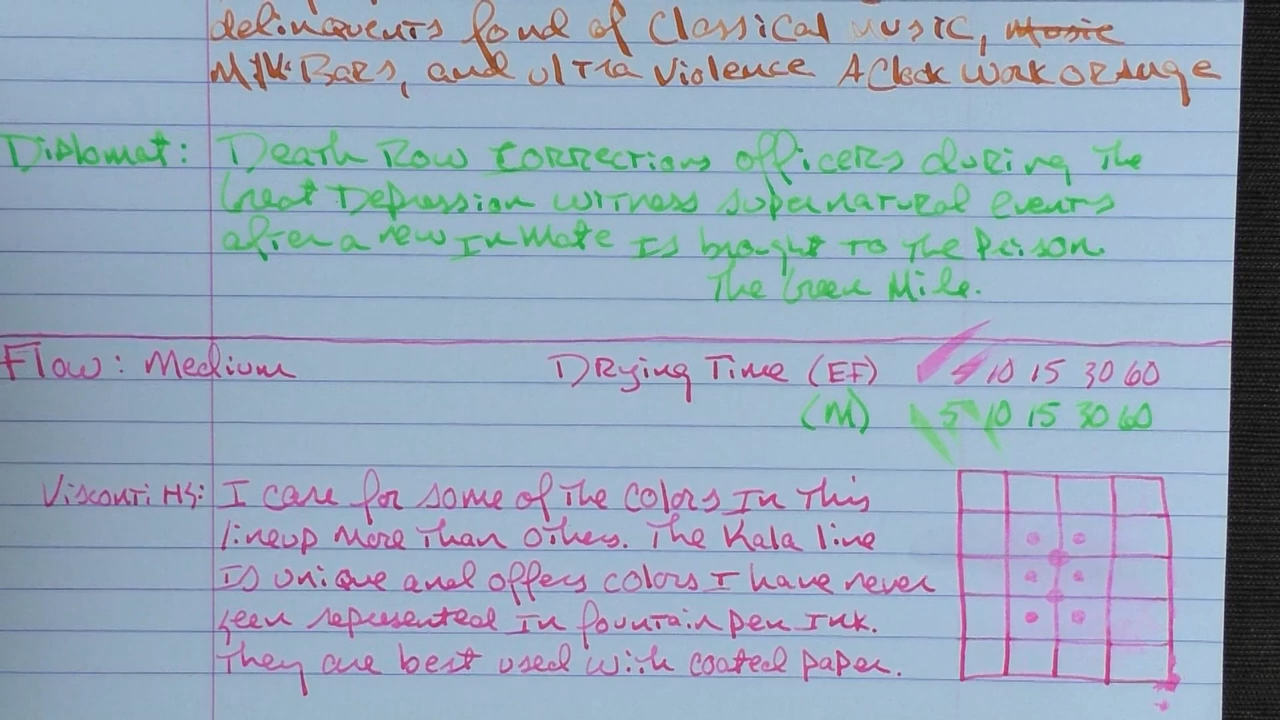 delinquents fond of Classical Music, Music
Milk Bars, and ultra violence A Clock work orange
Diplomat: Death Row corrections officers during The
Great Depression witness supernatural events
after a new Inmate Is brought To The Prison.
The Green Mile.
Flow: Medium Drying Time (EF) 5 10 15 30 60
(M) 5 10 15 30 60
Visconti HS: I care for some of The colors In This
lineup More Than others. The Kala line
Is unique and offers colors I have never
seen represented In fountain pen Ink.
They are best used with coated paper.